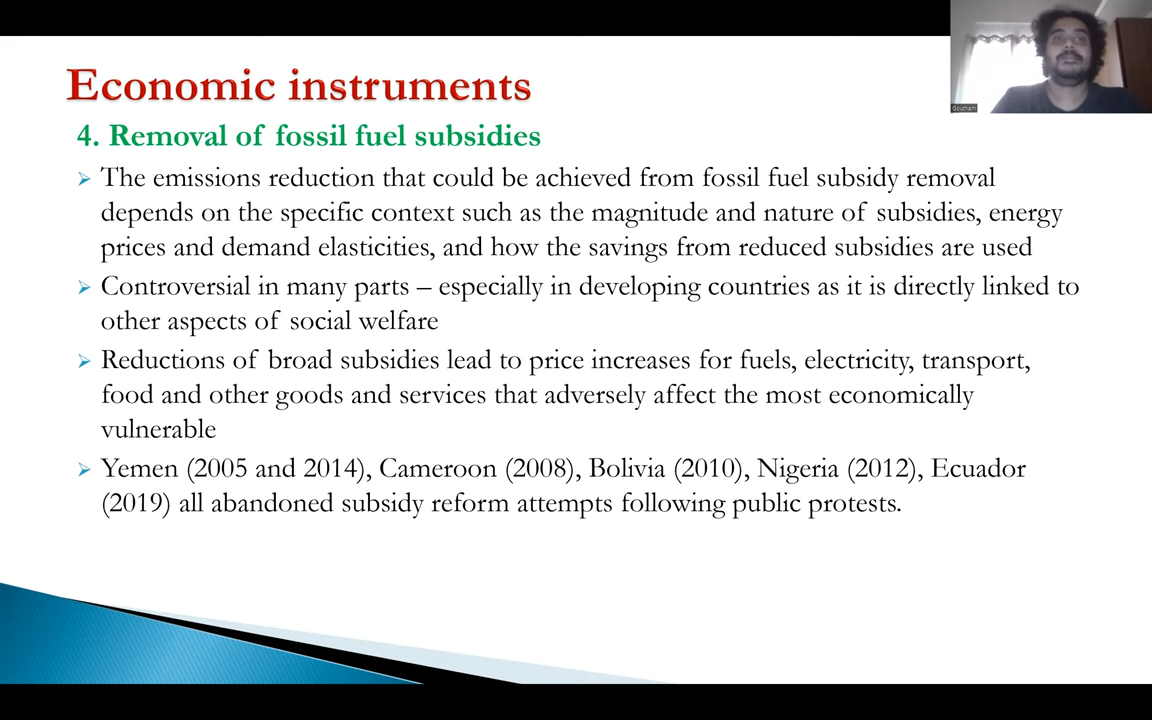 Economic instruments
4. Removal of fossil fuel subsidies
The emissions reduction that could be achieved from fossil fuel subsidy removal
depends on the specific context such as the magnitude and nature of subsidies, energy
prices and demand elasticities, and how the savings from reduced subsidies are used
Controversial in many parts – especially in developing countries as it is directly linked to
other aspects of social welfare
Reductions of broad subsidies lead to price increases for fuels, electricity, transport,
food and other goods and services that adversely affect the most economically
vulnerable
Yemen (2005 and 2014), Cameroon (2008), Bolivia (2010), Nigeria (2012), Ecuador
(2019) all abandoned subsidy reform attempts following public protests.
Goutham